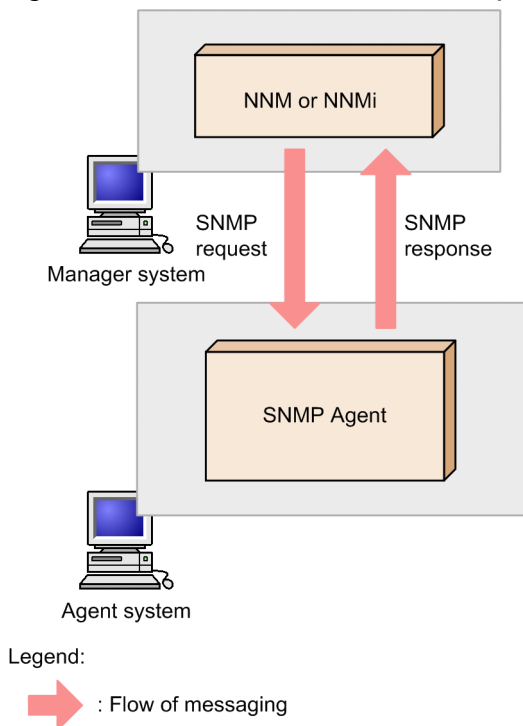 NNM or NNMi
SNMP
request
SNMP
response
Manager system
SNMP Agent
Agent system
Legend:
: Flow of messaging